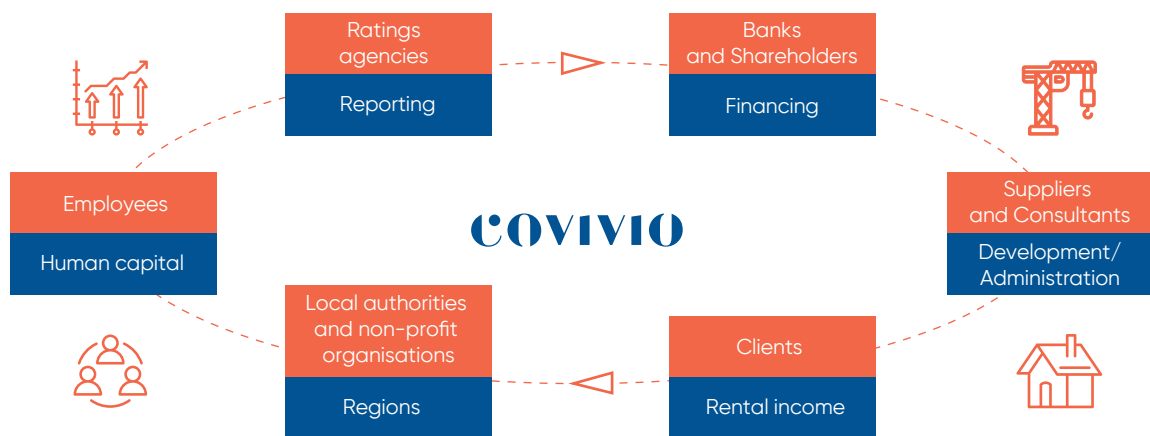 Ratings
agencies
Reporting
Banks
and Shareholders
Financing
Employees
Human capital
COVIVIO
Suppliers
and Consultants
Development/
Administration
Local authorities
and non-profit
organisations
Regions
Clients
Rental income